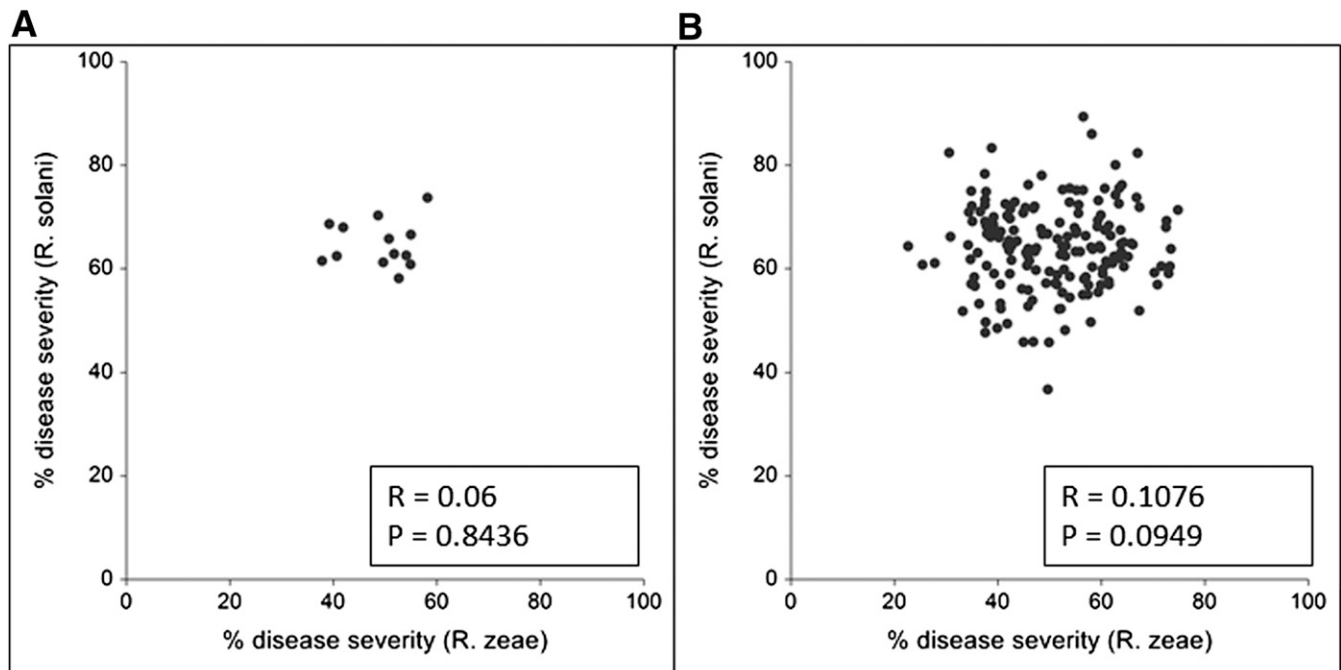 A
100
80
60
40
20
0
% disease severity (R. solani)
R = 0.06
P = 0.8436
0 20 40 60 80 100
% disease severity (R. zeae)
B
100
80
60
40
20
0
% disease severity (R. solani)
R = 0.1076
P = 0.0949
0 20 40 60 80 100
% disease severity (R. zeae)